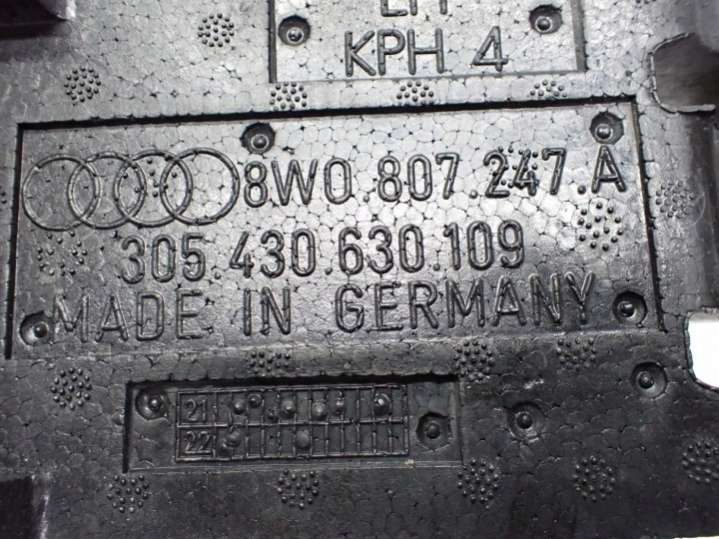 KPH 4
8W0.807.247.A
305.430.630.109
MADE IN GERMANY
21
22